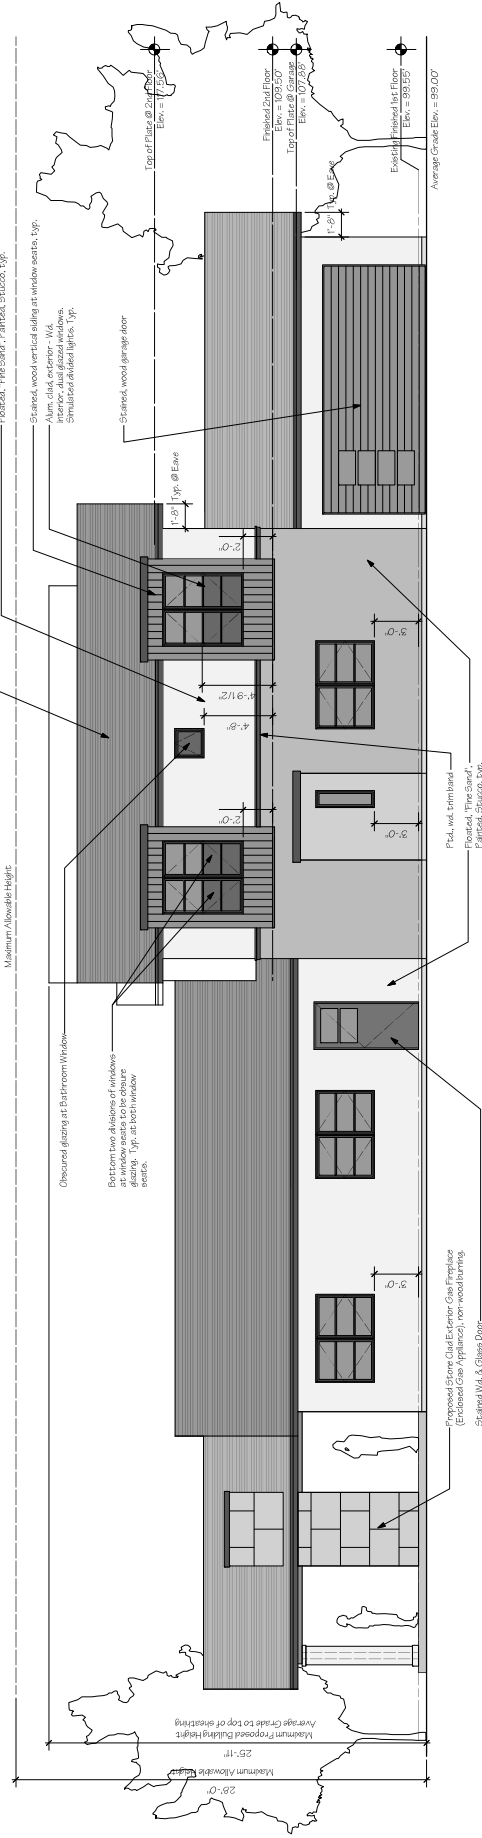 Floated, "Fine Sand", Painted, Stucco, typ.
Stained, wood vertical siding at window seats, typ.
Alum. clad, exterior - Wd.
interior, dual glazed windows.
Simulated divided lights. Typ.
Stained, wood garage door
Top of Plate @ 2nd Floor
Elev. = 117.56'
Finished 2nd Floor
Elev. = 109.50'
Top of Plate @ Garage
Elev. = 107.88'
Existing Finished 1st Floor
Elev. = 99.55'
Average Grade Elev. = 99.00'
1'-8" Typ. @ Eave
1'-8" Typ. @ Eave
2'-0"
4'-9 1/2"
4'-8"
2'-0"
3'-0"
3'-0"
3'-0"
Maximum Allowable Height
Obscured glazing at Bathroom Window
Bottom two divisions of windows
at window seats to be obsure
glazing. Typ. at both window
seats.
Ptd., wd. trim band
Floated, "Fine Sand",
Painted, Stucco, typ.
Proposed Stone Clad Exterior Gas Fireplace
(Enclosed Gas Appliance), non-wood burning.
Stained Wd. & Glass Door
Maximum Proposed Building Height
Average Grade to top of sheathing
25'-11"
Maximum Allowable Height
28'-0"